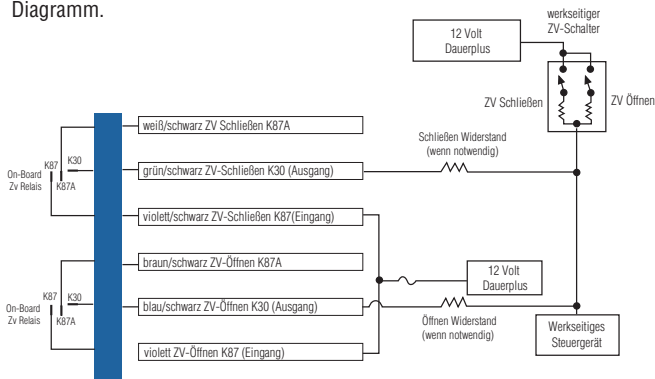 Diagramm.
werkseitiger
ZV-Schalter
12 Volt
Dauerplus
ZV Schließen
ZV Öffnen
weiß/schwarz ZV Schließen K87A
Schließen Widerstand
(wenn notwendig)
K87
K30
K87A
On-Board
Zv Relais
grün/schwarz ZV-Schließen K30 (Ausgang)
violett/schwarz ZV-Schließen K87(Eingang)
braun/schwarz ZV-Öffnen K87A
12 Volt
Dauerplus
K87
K30
K87A
On-Board
Zv Relais
blau/schwarz ZV-Öffnen K30 (Ausgang)
Öffnen Widerstand
(wenn notwendig)
Werkseitiges
Steuergerät
violett ZV-Öffnen K87 (Eingang)